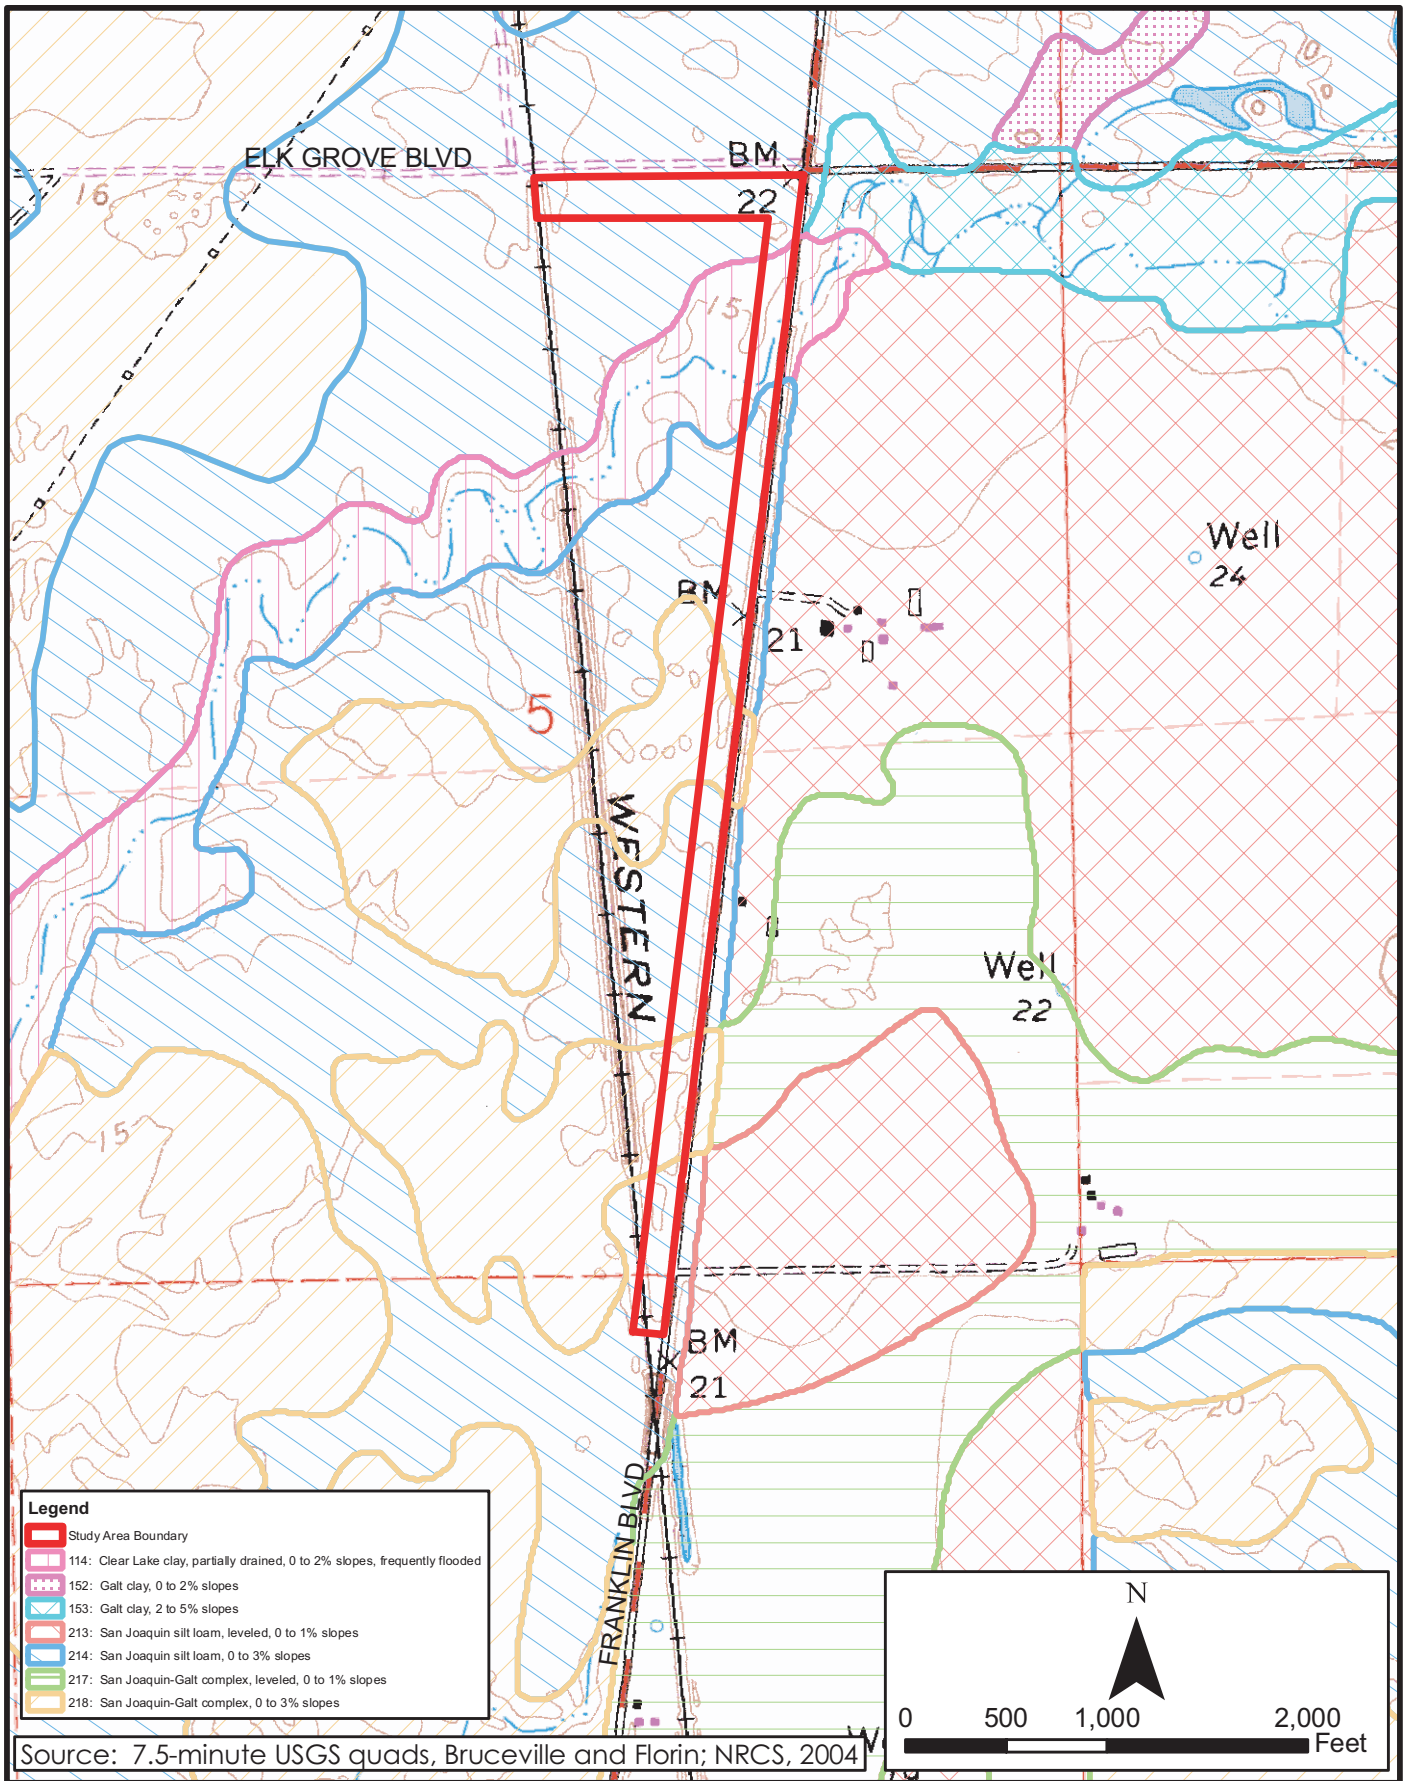 ELK GROVE BLVD
BM
22
16
10
0
0
15
Well
24
BM
21
15
5
WESTERN
Well
22
15
BM
21
20
FRANKLIN BLVD
Legend
Study Area Boundary
114: Clear Lake clay, partially drained, 0 to 2% slopes, frequently flooded
152: Galt clay, 0 to 2% slopes
153: Galt clay, 2 to 5% slopes
213: San Joaquin silt loam, leveled, 0 to 1% slopes
214: San Joaquin silt loam, 0 to 3% slopes
217: San Joaquin-Galt complex, leveled, 0 to 1% slopes
218: San Joaquin-Galt complex, 0 to 3% slopes
N
0 500 1,000 2,000
Feet
Source: 7.5-minute USGS quads, Bruceville and Florin; NRCS, 2004